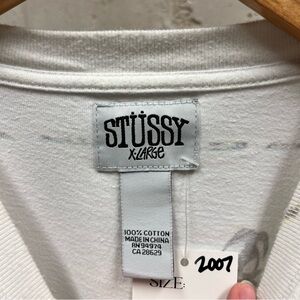 STÜSSY
X-LARGE
100% COTTON
MADE IN CHINA
RN 94974
CA 28629
2007
SIZE: